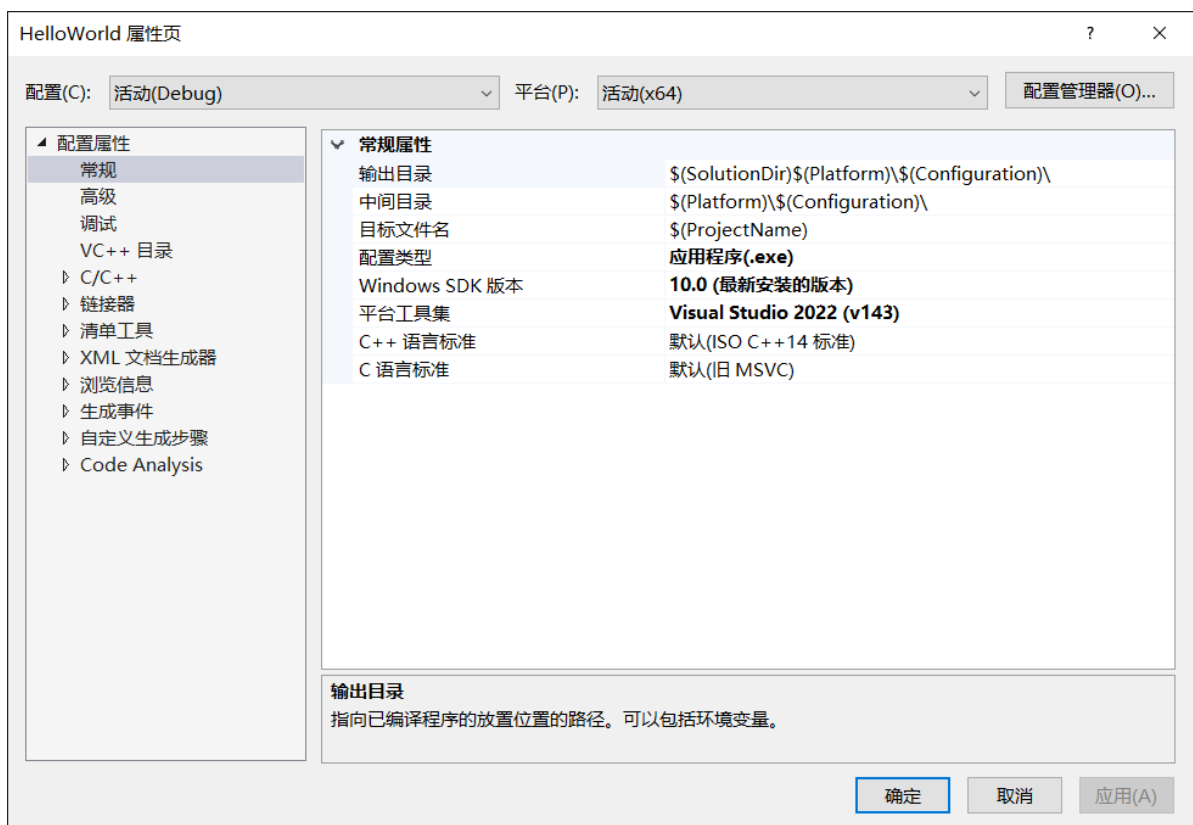 HelloWorld 属性页
?
配置(C): 活动(Debug) 平台(P): 活动(x64) 配置管理器(O)...
配置属性
常规
高级
调试
VC++ 目录
C/C++
链接器
清单工具
XML 文档生成器
浏览信息
生成事件
自定义生成步骤
Code Analysis
常规属性
输出目录 $(SolutionDir)$(Platform)\$(Configuration)\
中间目录 $(Platform)\$(Configuration)\
目标文件名 $(ProjectName)
配置类型 应用程序(.exe)
Windows SDK 版本 10.0 (最新安装的版本)
平台工具集 Visual Studio 2022 (v143)
C++ 语言标准 默认(ISO C++14 标准)
C 语言标准 默认(旧 MSVC)
输出目录
指向已编译程序的放置位置的路径。可以包括环境变量。
确定 取消 应用(A)